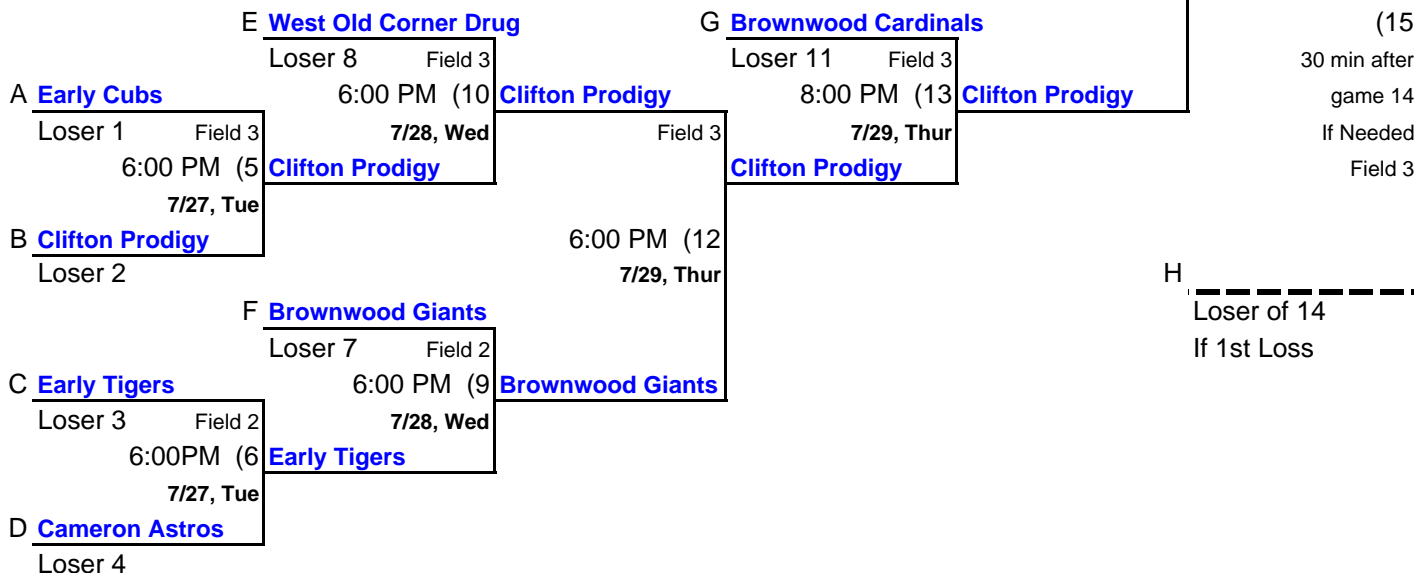 E West Old Corner Drug G Brownwood Cardinals (15
Loser 8 Field 3 Loser 11 Field 3 30 min after
A Early Cubs 6:00 PM (10 Clifton Prodigy 8:00 PM (13 Clifton Prodigy game 14
Loser 1 Field 3 7/28, Wed Field 3 7/29, Thur If Needed
6:00 PM (5 Clifton Prodigy Clifton Prodigy Field 3
7/27, Tue
B Clifton Prodigy 6:00 PM (12
Loser 2 7/29, Thur H
F Brownwood Giants Loser of 14
Loser 7 Field 2 If 1st Loss
C Early Tigers 6:00 PM (9 Brownwood Giants
Loser 3 Field 2 7/28, Wed
6:00PM (6 Early Tigers
7/27, Tue
D Cameron Astros
Loser 4